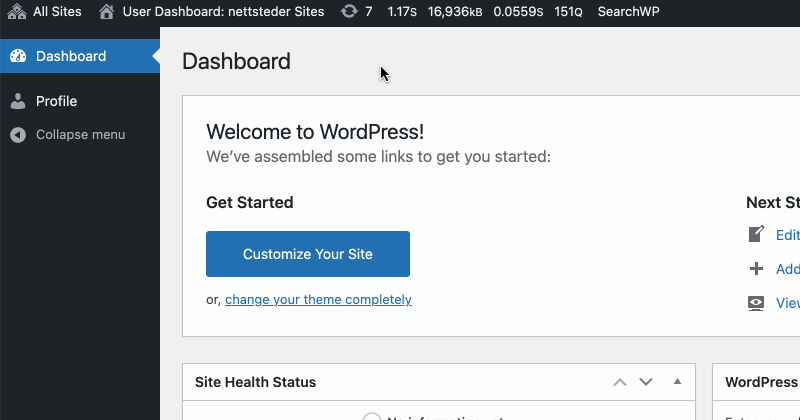 All Sites User Dashboard: nettsteder Sites 7 1.17S 16,936KB 0.0559S 151Q SearchWP
Dashboard
Profile
Collapse menu
Dashboard
Welcome to WordPress!
We've assembled some links to get you started:
Get Started
Customize Your Site
or, change your theme completely
Next St
Edit
Add
View
Site Health Status
WordPress